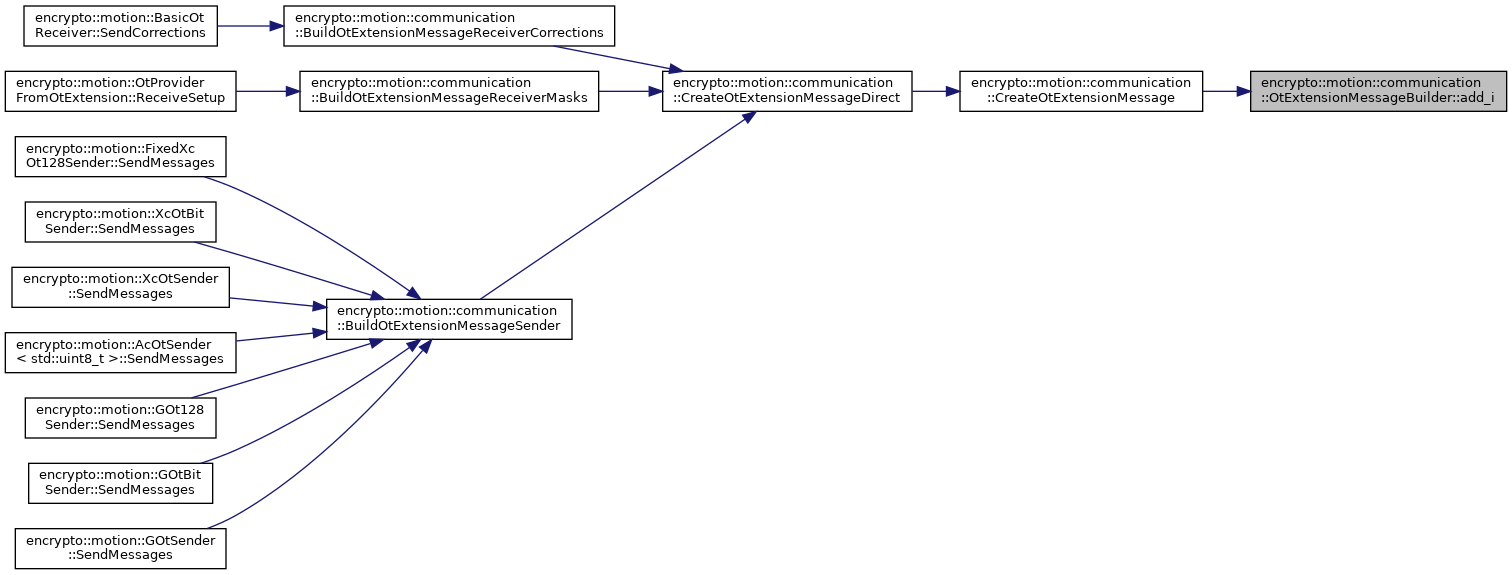 encrypto::motion::BasicOt
Receiver::SendCorrections
encrypto::motion::communication
::BuildOtExtensionMessageReceiverCorrections
encrypto::motion::OtProvider
FromOtExtension::ReceiveSetup
encrypto::motion::communication
::BuildOtExtensionMessageReceiverMasks
encrypto::motion::communication
::CreateOtExtensionMessageDirect
encrypto::motion::communication
::CreateOtExtensionMessage
encrypto::motion::communication
::OtExtensionMessageBuilder::add_i
encrypto::motion::FixedXc
Ot128Sender::SendMessages
encrypto::motion::XcOtBit
Sender::SendMessages
encrypto::motion::XcOtSender
::SendMessages
encrypto::motion::communication
::BuildOtExtensionMessageSender
encrypto::motion::AcOtSender
< std::uint8_t >::SendMessages
encrypto::motion::GOt128
Sender::SendMessages
encrypto::motion::GOtBit
Sender::SendMessages
encrypto::motion::GOtSender
::SendMessages